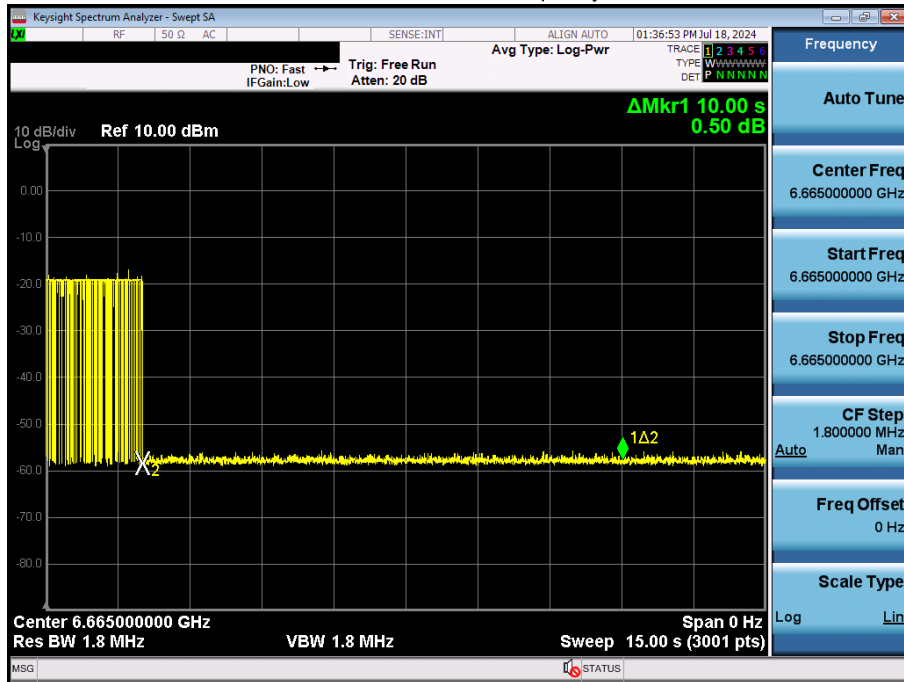 Keysight Spectrum Analyzer - Swept SA
LXI RF 50 Ω AC SENSE:INT ALIGN AUTO 01:36:53 PM Jul 18, 2024
Avg Type: Log-Pwr
TRACE 1 2 3 4 5 6
TYPE WWWWWW
DET P N N N N N
PNO: Fast
IFGain:Low
Trig: Free Run
Atten: 20 dB
ΔMkr1 10.00 s
0.50 dB
10 dB/div Ref 10.00 dBm
Log
0.00
-10.0
-20.0
-30.0
-40.0
-50.0
-60.0
-70.0
-80.0
1Δ2
2
Center 6.665000000 GHz Span 0 Hz
Res BW 1.8 MHz VBW 1.8 MHz Sweep 15.00 s (3001 pts)
MSG STATUS
Frequency
Auto Tune
Center Freq
6.665000000 GHz
Start Freq
6.665000000 GHz
Stop Freq
6.665000000 GHz
CF Step
1.800000 MHz
Auto Man
Freq Offset
0 Hz
Scale Type
Log Lin